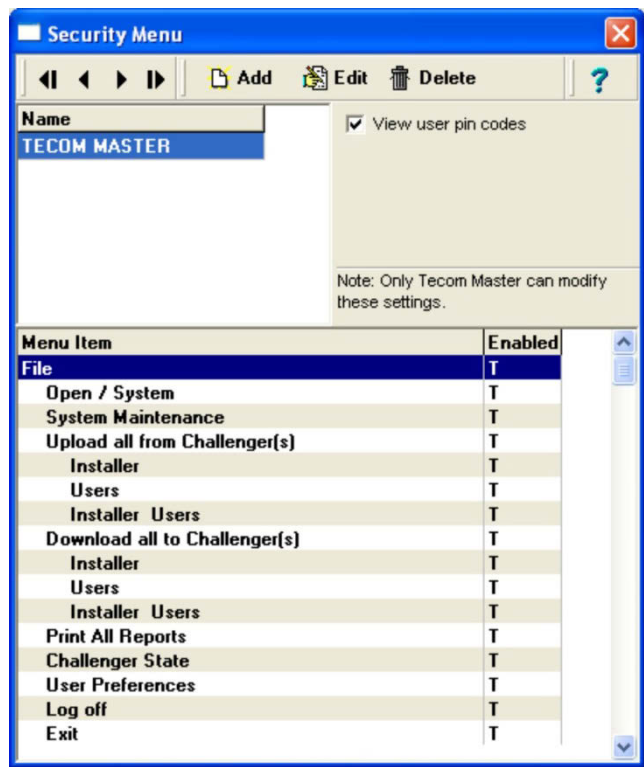 Security Menu
Add Edit Delete ?
Name
TECOM MASTER
View user pin codes
Note: Only Tecom Master can modify
these settings.
Menu Item Enabled
File T
Open / System T
System Maintenance T
Upload all from Challenger(s) T
Installer T
Users T
Installer Users T
Download all to Challenger(s) T
Installer T
Users T
Installer Users T
Print All Reports T
Challenger State T
User Preferences T
Log off T
Exit T